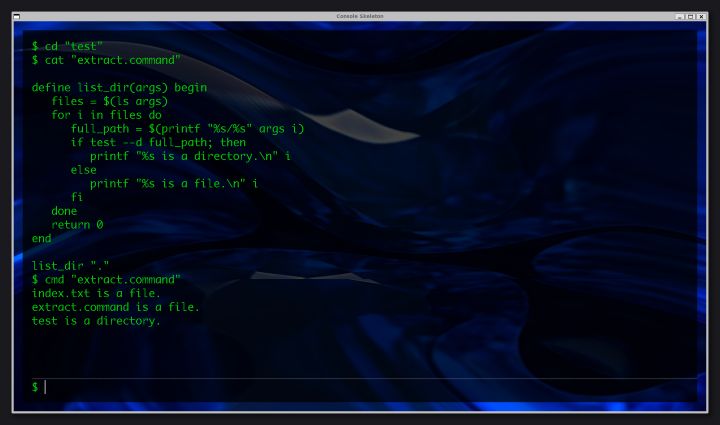 Console Skeleton
$ cd "test"
$ cat "extract.command"
define list_dir(args) begin
   files = $(ls args)
   for i in files do
      full_path = $(printf "%s/%s" args i)
      if test --d full_path; then
         printf "%s is a directory.\n" i
      else
         printf "%s is a file.\n" i
      fi
   done
   return 0
end
list_dir "."
$ cmd "extract.command"
index.txt is a file.
extract.command is a file.
test is a directory.
$